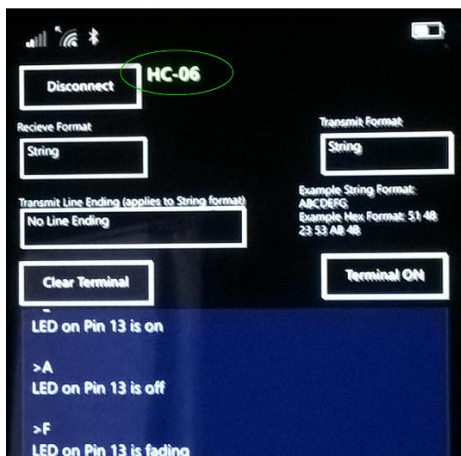 Disconnect
HC-06
Recieve Format
Transmit Format
String
String
Transmit Line Ending (applies to String format)
No Line Ending
Example String Format:
ABCDEFG
Example Hex Format: 51 4B
23 53 AB 4B
Clear Terminal
Terminal ON
LED on Pin 13 is on
>A
LED on Pin 13 is off
>F
LED on Pin 13 is fading